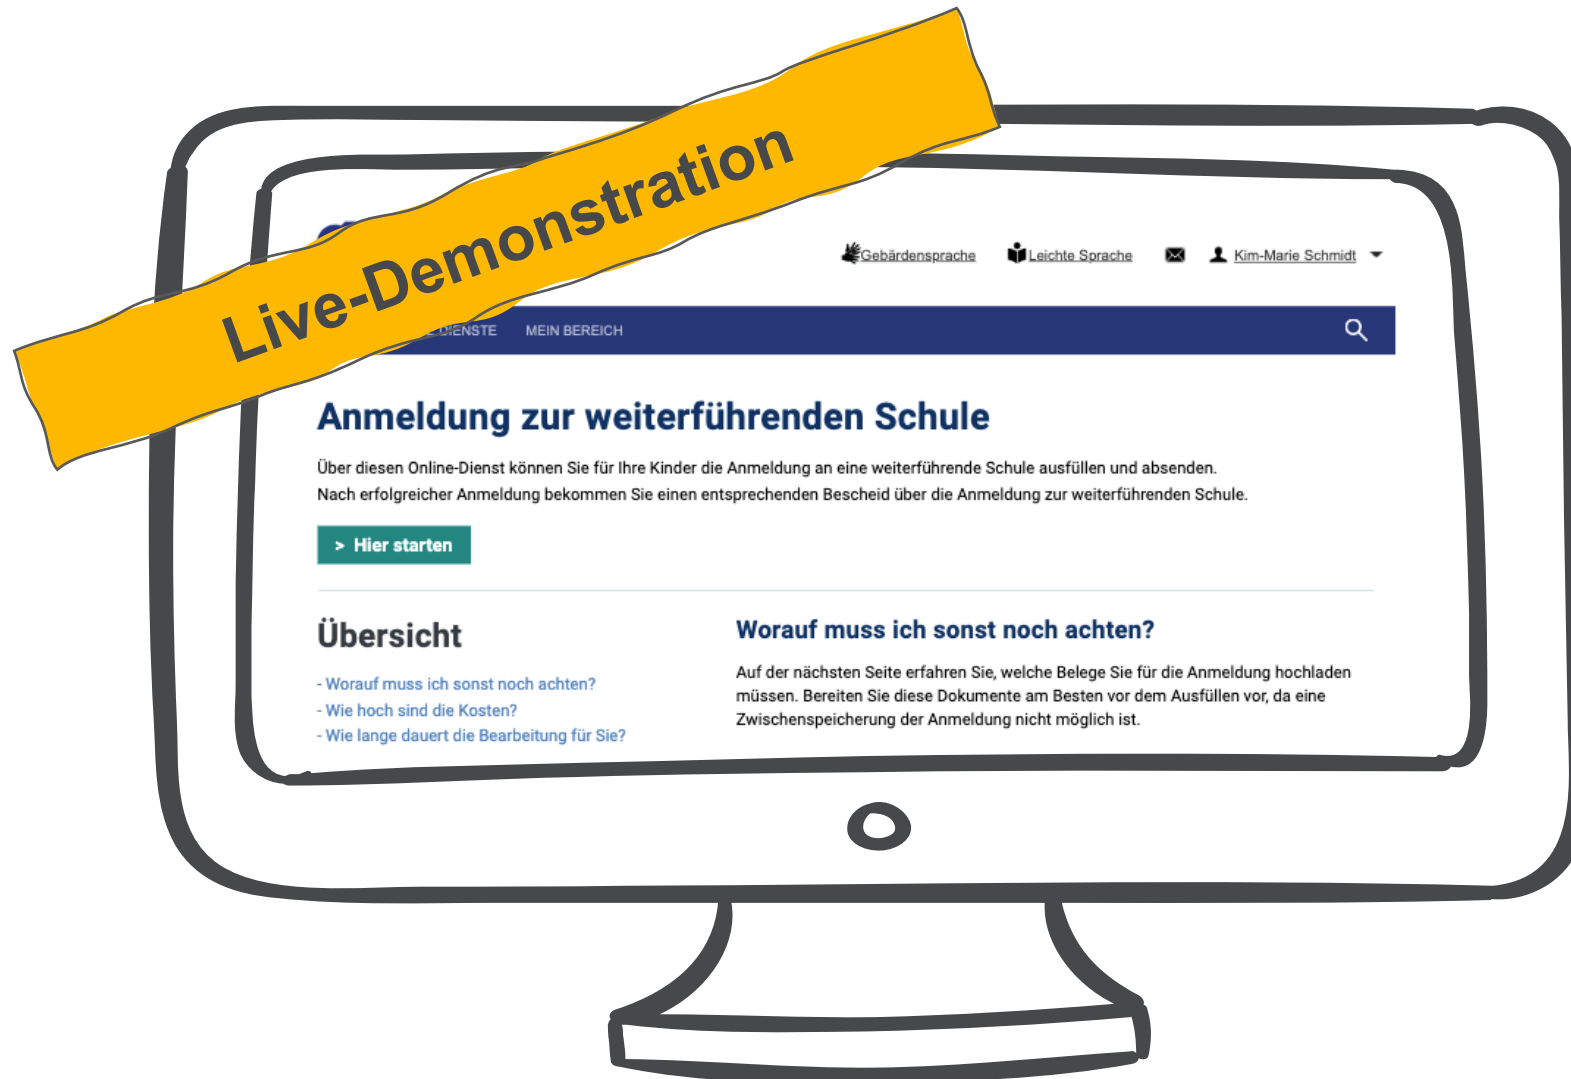 Live-Demonstration
Gebärdensprache Leichte Sprache Kim-Marie Schmidt
DIENSTE MEIN BEREICH
Anmeldung zur weiterführenden Schule
Über diesen Online-Dienst können Sie für Ihre Kinder die Anmeldung an eine weiterführende Schule ausfüllen und absenden.
Nach erfolgreicher Anmeldung bekommen Sie einen entsprechenden Bescheid über die Anmeldung zur weiterführenden Schule.
> Hier starten
Übersicht
- Worauf muss ich sonst noch achten?
- Wie hoch sind die Kosten?
- Wie lange dauert die Bearbeitung für Sie?
Worauf muss ich sonst noch achten?
Auf der nächsten Seite erfahren Sie, welche Belege Sie für die Anmeldung hochladen
müssen. Bereiten Sie diese Dokumente am Besten vor dem Ausfüllen vor, da eine
Zwischenspeicherung der Anmeldung nicht möglich ist.